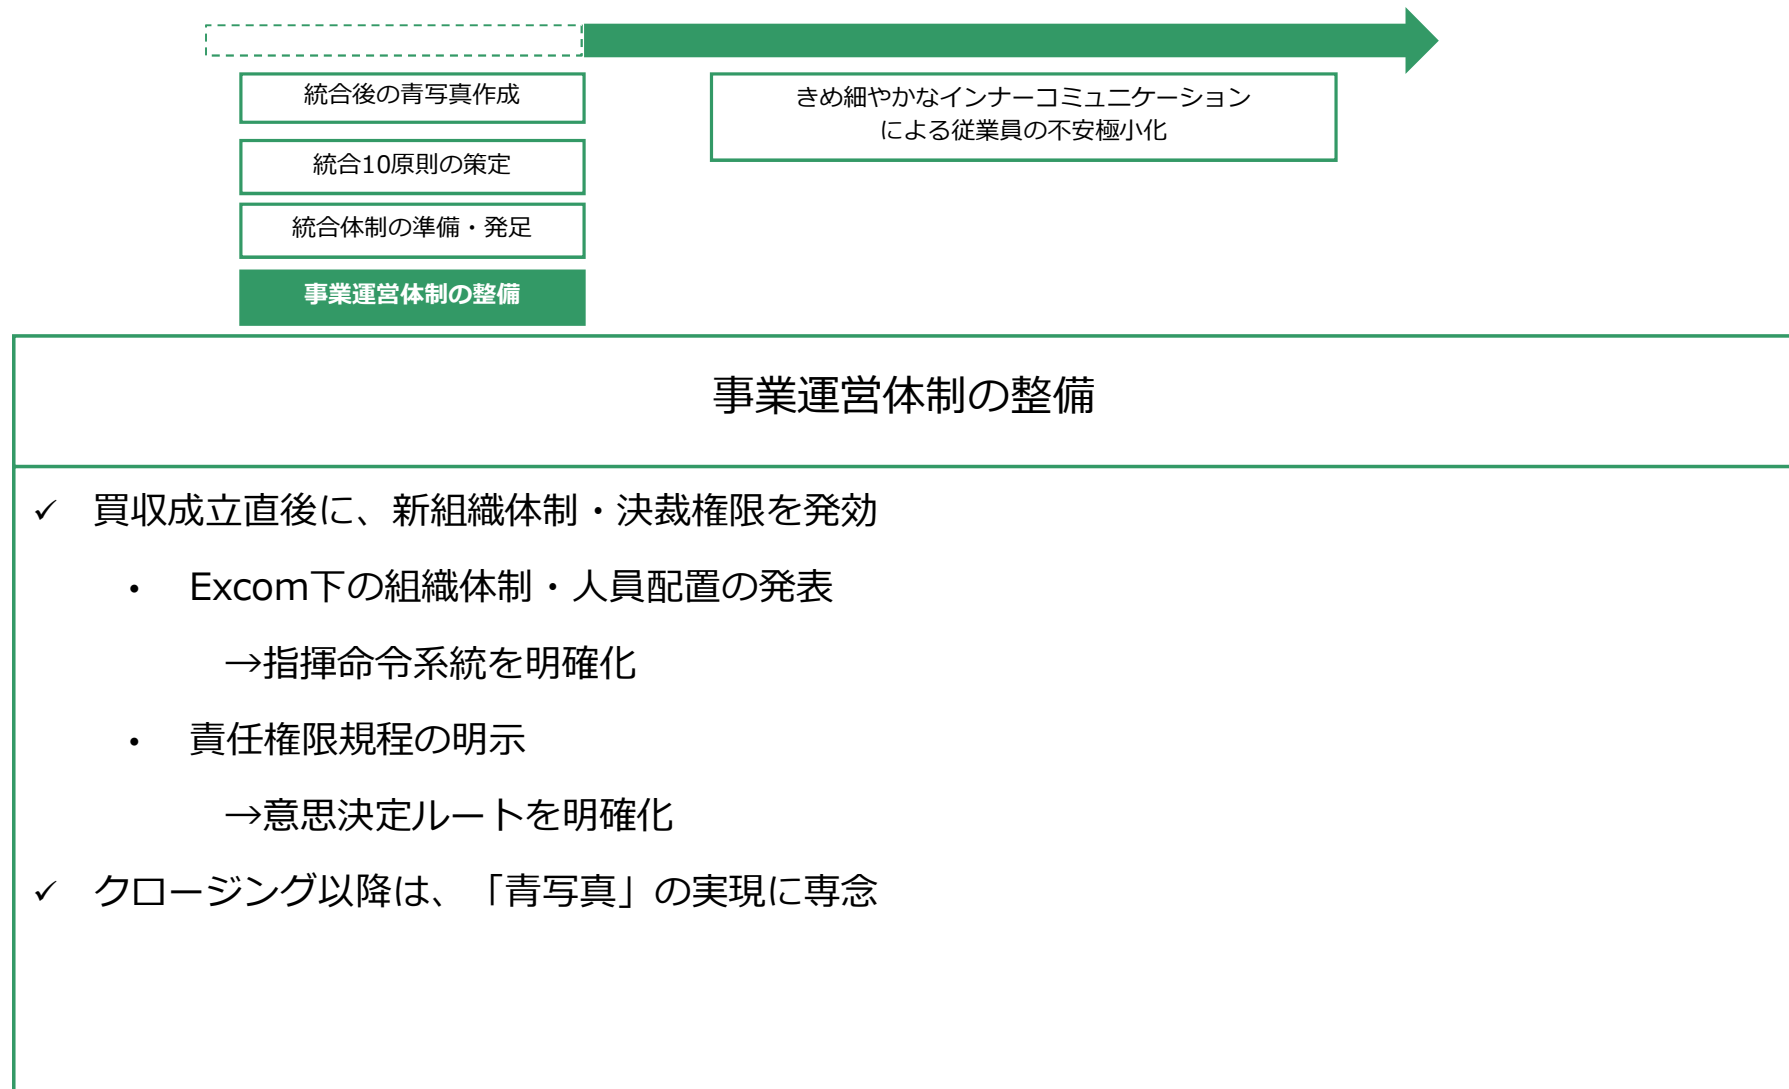 統合後の青写真作成
統合10原則の策定
統合体制の準備・発足
事業運営体制の整備
きめ細やかなインナーコミュニケーション
による従業員の不安極小化
事業運営体制の整備
✓ 買収成立直後に、新組織体制・決裁権限を発効
• Excom下の組織体制・人員配置の発表
→指揮命令系統を明確化
• 責任権限規程の明示
→意思決定ルートを明確化
✓ クロージング以降は、「青写真」の実現に専念